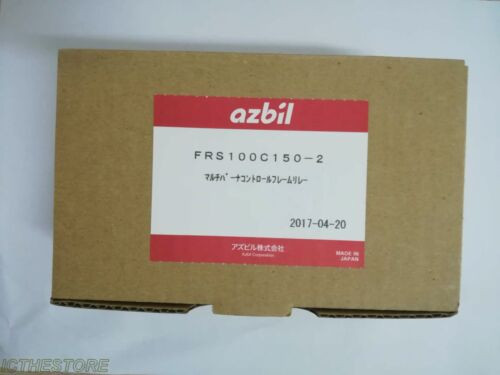 azbil
FRS100C150-2
マルチバーナコントロールフレームリレー
2017-04-20
アズビル株式会社
Azbil Corporation
MADE IN
JAPAN
ICTHESTORE